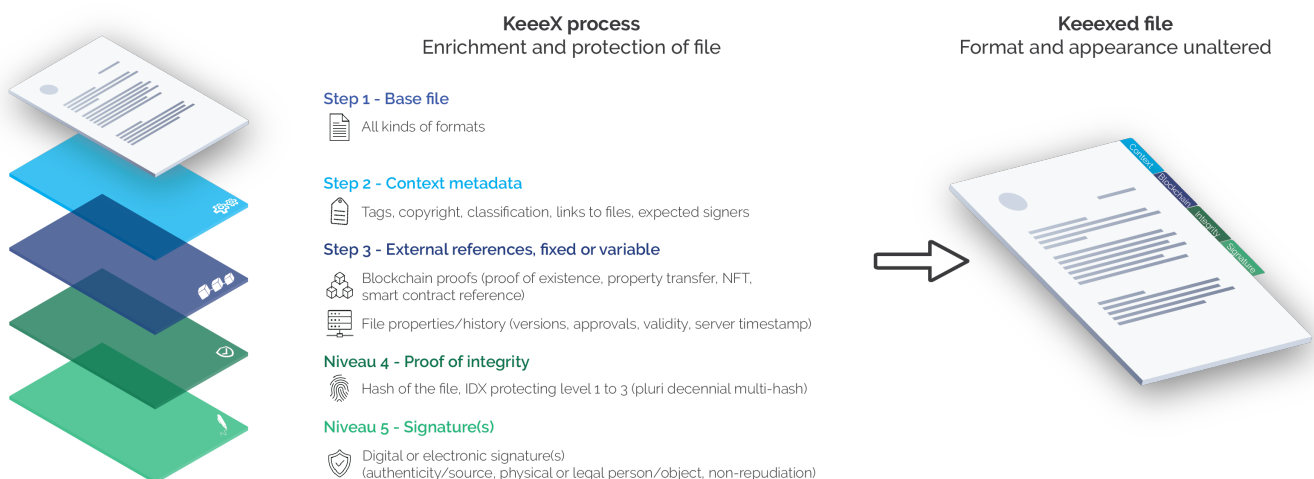 KeeeX process
Enrichment and protection of file
Step 1 - Base file
All kinds of formats
Step 2 - Context metadata
Tags, copyright, classification, links to files, expected signers
Step 3 - External references, fixed or variable
Blockchain proofs (proof of existence, property transfer, NFT,
smart contract reference)
File properties/history (versions, approvals, validity, server timestamp)
Niveau 4 - Proof of integrity
Hash of the file, IDX protecting level 1 to 3 (pluri decennial multi-hash)
Niveau 5 - Signature(s)
Digital or electronic signature(s)
(authenticity/source, physical or legal person/object, non-repudiation)
Keeexed file
Format and appearance unaltered
Context
Blockchain
Integrity
Signature